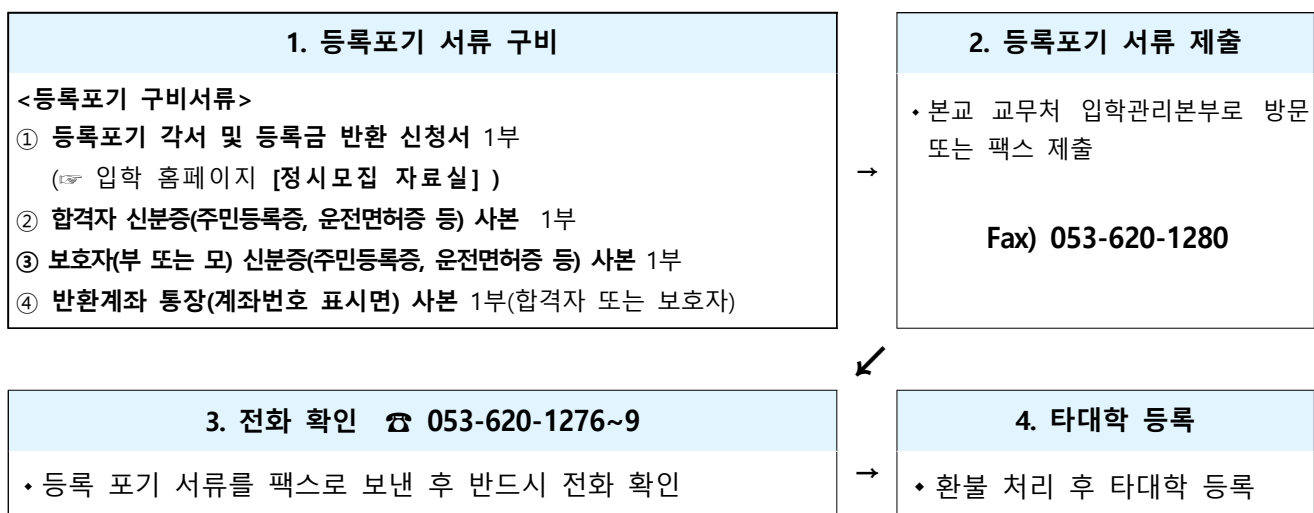 1. 등록포기 서류 구비
<등록포기 구비서류>
① 등록포기 각서 및 등록금 반환 신청서 1부
(☞ 입학 홈페이지 [정시모집 자료실] )
② 합격자 신분증(주민등록증, 운전면허증 등) 사본 1부
③ 보호자(부 또는 모) 신분증(주민등록증, 운전면허증 등) 사본 1부
④ 반환계좌 통장(계좌번호 표시면) 사본 1부(합격자 또는 보호자)
→
2. 등록포기 서류 제출
◆ 본교 교무처 입학관리본부로 방문
또는 팩스 제출
Fax) 053-620-1280
↙
3. 전화 확인 ☎ 053-620-1276~9
◆ 등록 포기 서류를 팩스로 보낸 후 반드시 전화 확인
→
4. 타대학 등록
◆ 환불 처리 후 타대학 등록